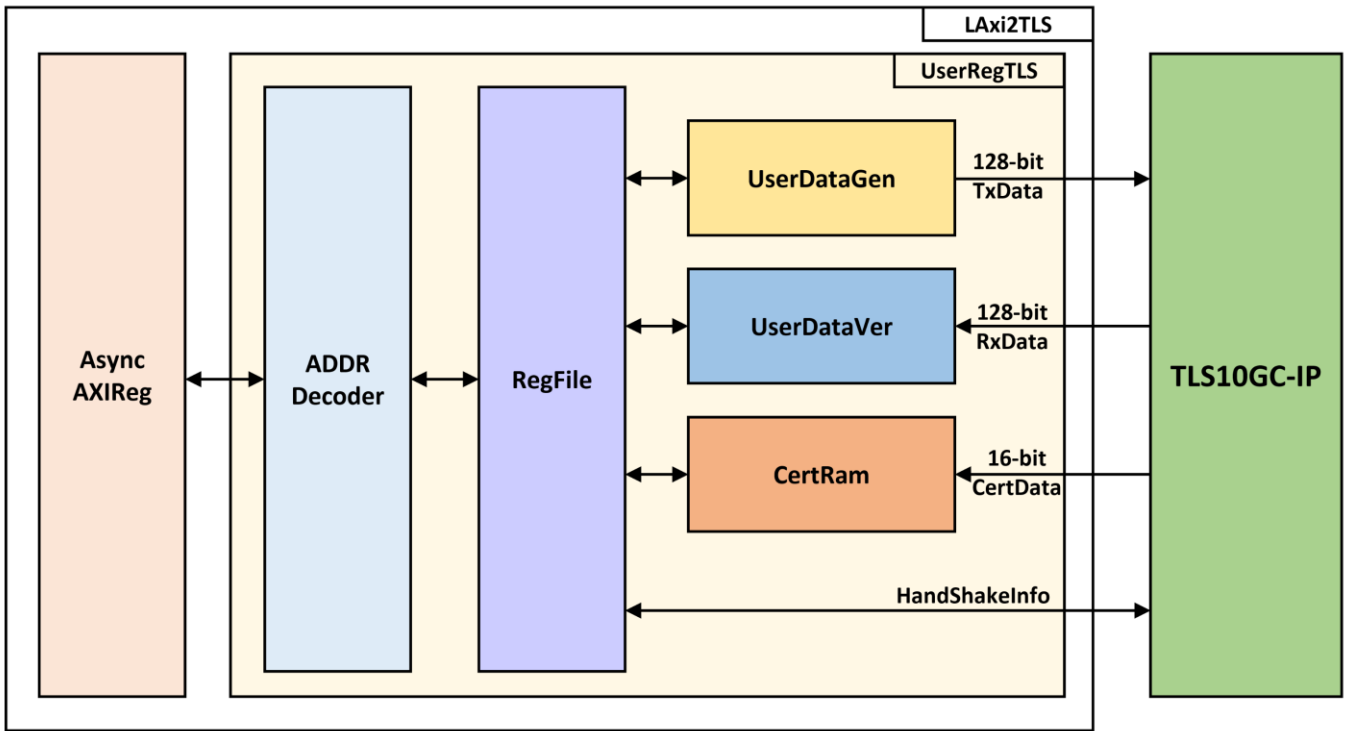 LAxi2TLS
UserRegTLS
Async
AXIReg
ADDR
Decoder
RegFile
UserDataGen
128-bit
TxData
UserDataVer
128-bit
RxData
CertRam
16-bit
CertData
HandShakeInfo
TLS10GC-IP